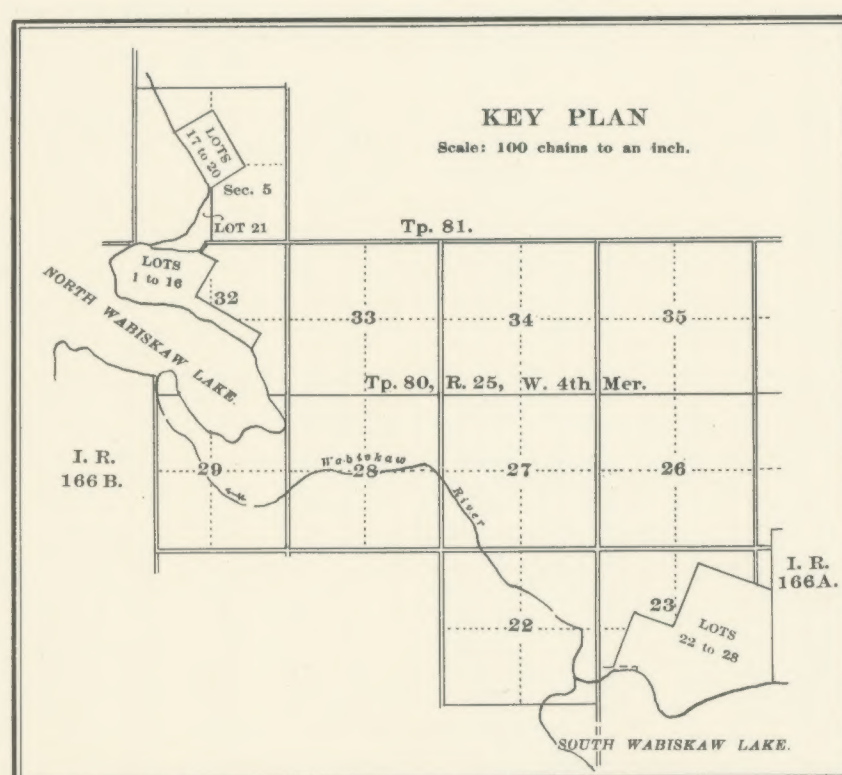 KEY PLAN
Scale: 100 chains to an inch.
LOTS
17 to 20
Sec. 5
LOT 21
Tp. 81.
LOTS
1 to 16
NORTH WABISKAW LAKE.
32
33
34
35
Tp. 80, R. 25, W. 4th Mer.
I. R.
166 B.
29
Wabiskaw
28
River
27
26
I. R.
166A.
22
23
LOTS
22 to 28
SOUTH WABISKAW LAKE.